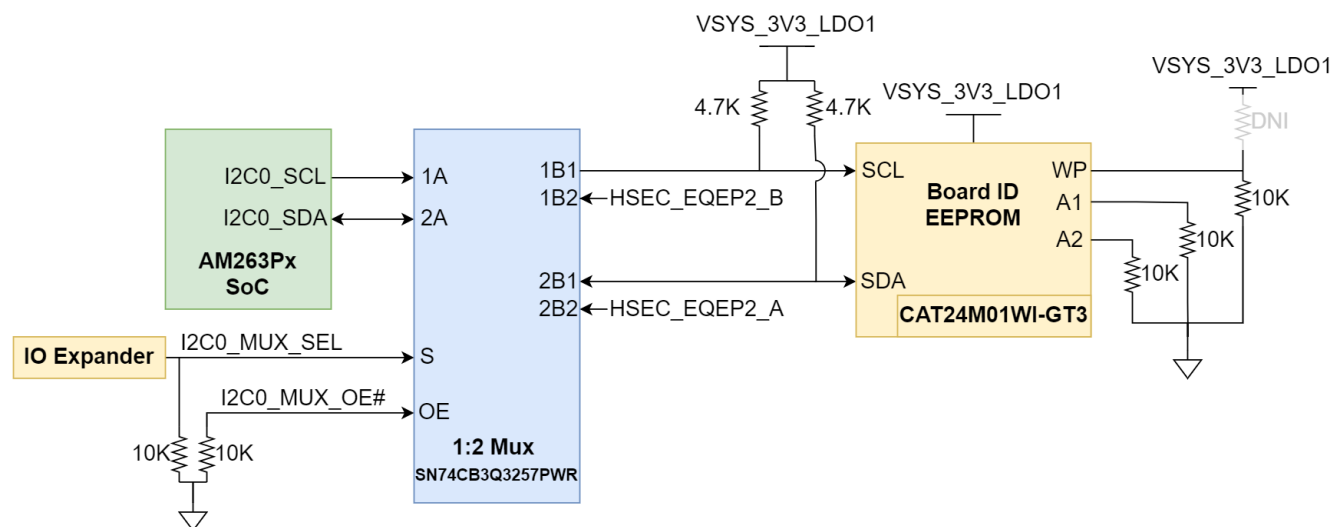 VSYS_3V3_LDO1
VSYS_3V3_LDO1
VSYS_3V3_LDO1
4.7K
4.7K
DNI
I2C0_SCL
I2C0_SDA
AM263Px
SoC
1A
2A
1B1
1B2
HSEC_EQEP2_B
2B1
2B2
HSEC_EQEP2_A
S
OE
1:2 Mux
SN74CB3Q3257PWR
SCL
SDA
Board ID
EEPROM
WP
A1
A2
CAT24M01WI-GT3
10K
10K
10K
IO Expander
I2C0_MUX_SEL
I2C0_MUX_OE#
10K
10K